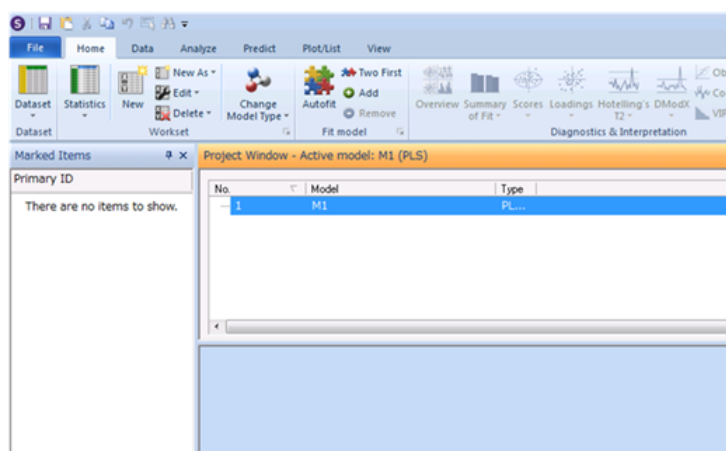 S
File Home Data Analyze Predict Plot/List View
Dataset Statistics New New As Edit Delete Change Model Type Autofit Two First Add Remove Overview Summary of Fit Scores Loadings Hotelling's T2 DModX VIP
Dataset Workset Fit model Diagnostics & Interpretation
Marked Items
Project Window - Active model: M1 (PLS)
Primary ID
No. Model Type
There are no items to show.
1 M1 PL...